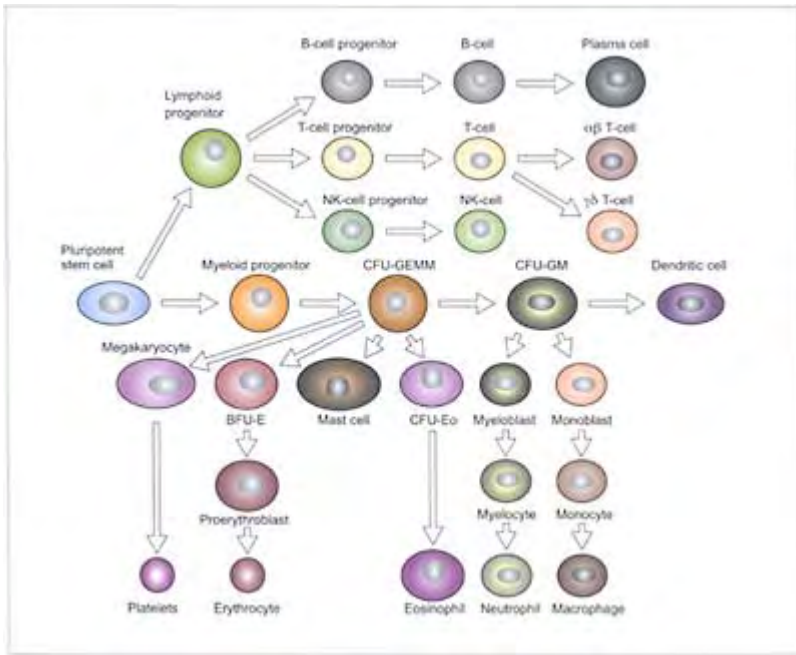 B-cell progenitor B-cell Plasma cell
Lymphoid
progenitor
T-cell progenitor T-cell αβ T-cell
NK-cell progenitor NK-cell γδ T-cell
Pluripotent
stem cell
Myeloid progenitor CFU-GEMM CFU-GM Dendritic cell
Megakaryocyte
BFU-E Mast cell CFU-Eo Myeloblast Monoblast
Proerythroblast Myelocyte Monocyte
Platelets Erythrocyte Eosinophil Neutrophil Macrophage